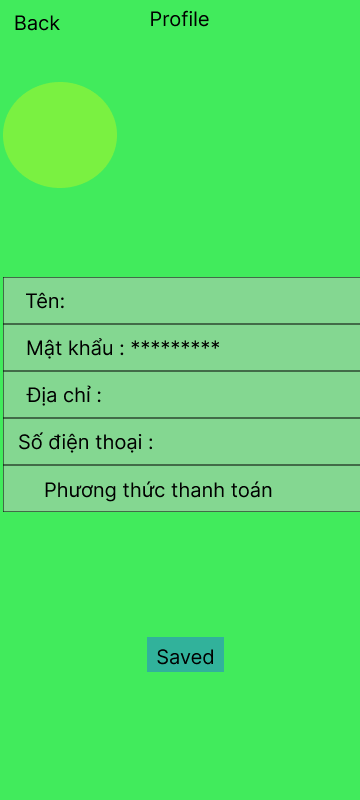 Back
Profile
Tên:
Mật khẩu : *********
Địa chỉ :
Số điện thoại :
Phương thức thanh toán
Saved